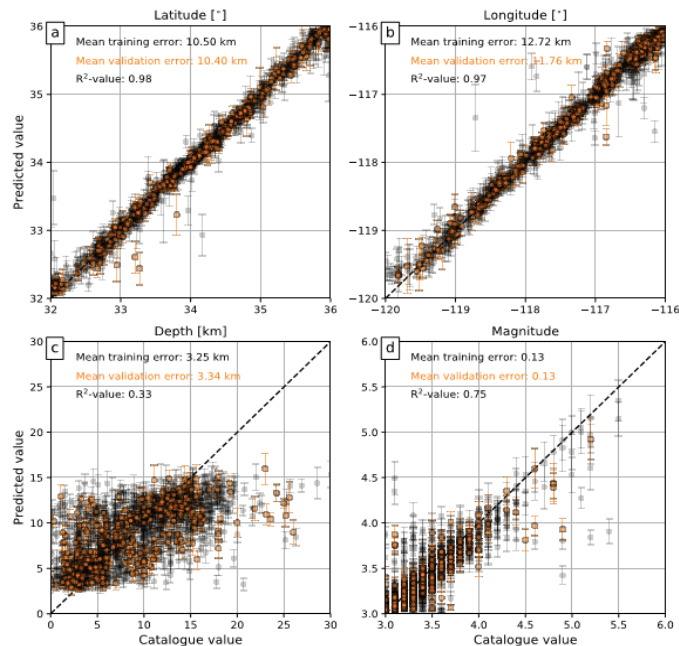 Latitude [°]
a
Mean training error: 10.50 km
Mean validation error: 10.40 km
R²-value: 0.98
36
35
34
33
32
32 33 34 35 36
Predicted value
Longitude [°]
b
Mean training error: 12.72 km
Mean validation error: 11.76 km
R²-value: 0.97
−116
−117
−118
−119
−120
−120 −119 −118 −117 −116
Depth [km]
c
Mean training error: 3.25 km
Mean validation error: 3.34 km
R²-value: 0.33
30
25
20
15
10
5
0
0 5 10 15 20 25 30
Predicted value
Catalogue value
Magnitude
d
Mean training error: 0.13
Mean validation error: 0.13
R²-value: 0.75
6.0
5.5
5.0
4.5
4.0
3.5
3.0
3.0 3.5 4.0 4.5 5.0 5.5 6.0
Catalogue value